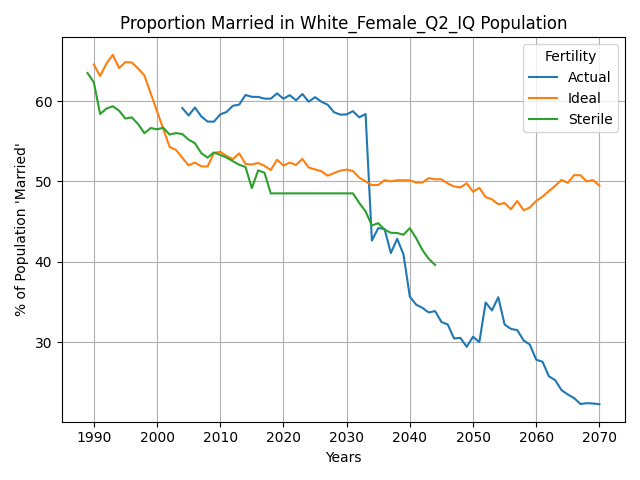 Proportion Married in White_Female_Q2_IQ Population
Fertility
Actual
Ideal
Sterile
% of Population 'Married'
60
50
40
30
1990 2000 2010 2020 2030 2040 2050 2060 2070
Years